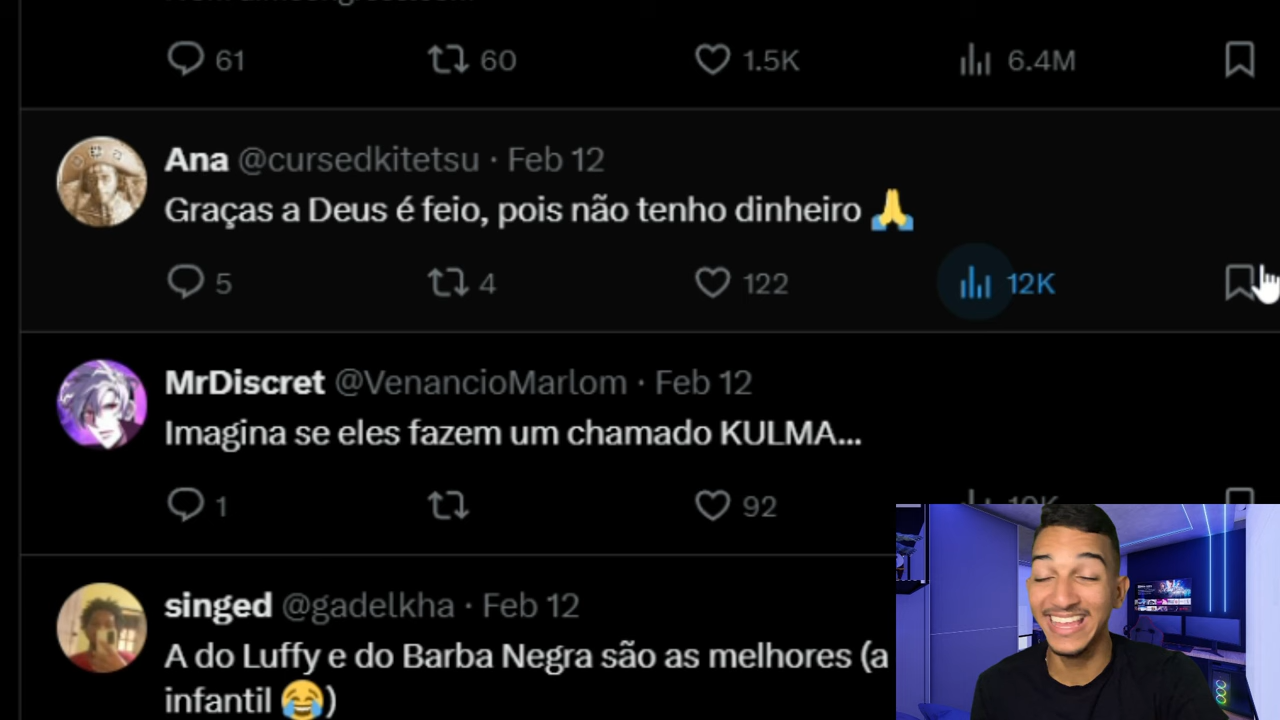 61 60 1.5K 6.4M
Ana @cursedkitetsu · Feb 12
Graças a Deus é feio, pois não tenho dinheiro 🙏
5 4 122 12K
MrDiscret @VenancioMarlom · Feb 12
Imagina se eles fazem um chamado KULMA...
1 92
singed @gadelkha · Feb 12
A do Luffy e do Barba Negra são as melhores (a
infantil 😂)